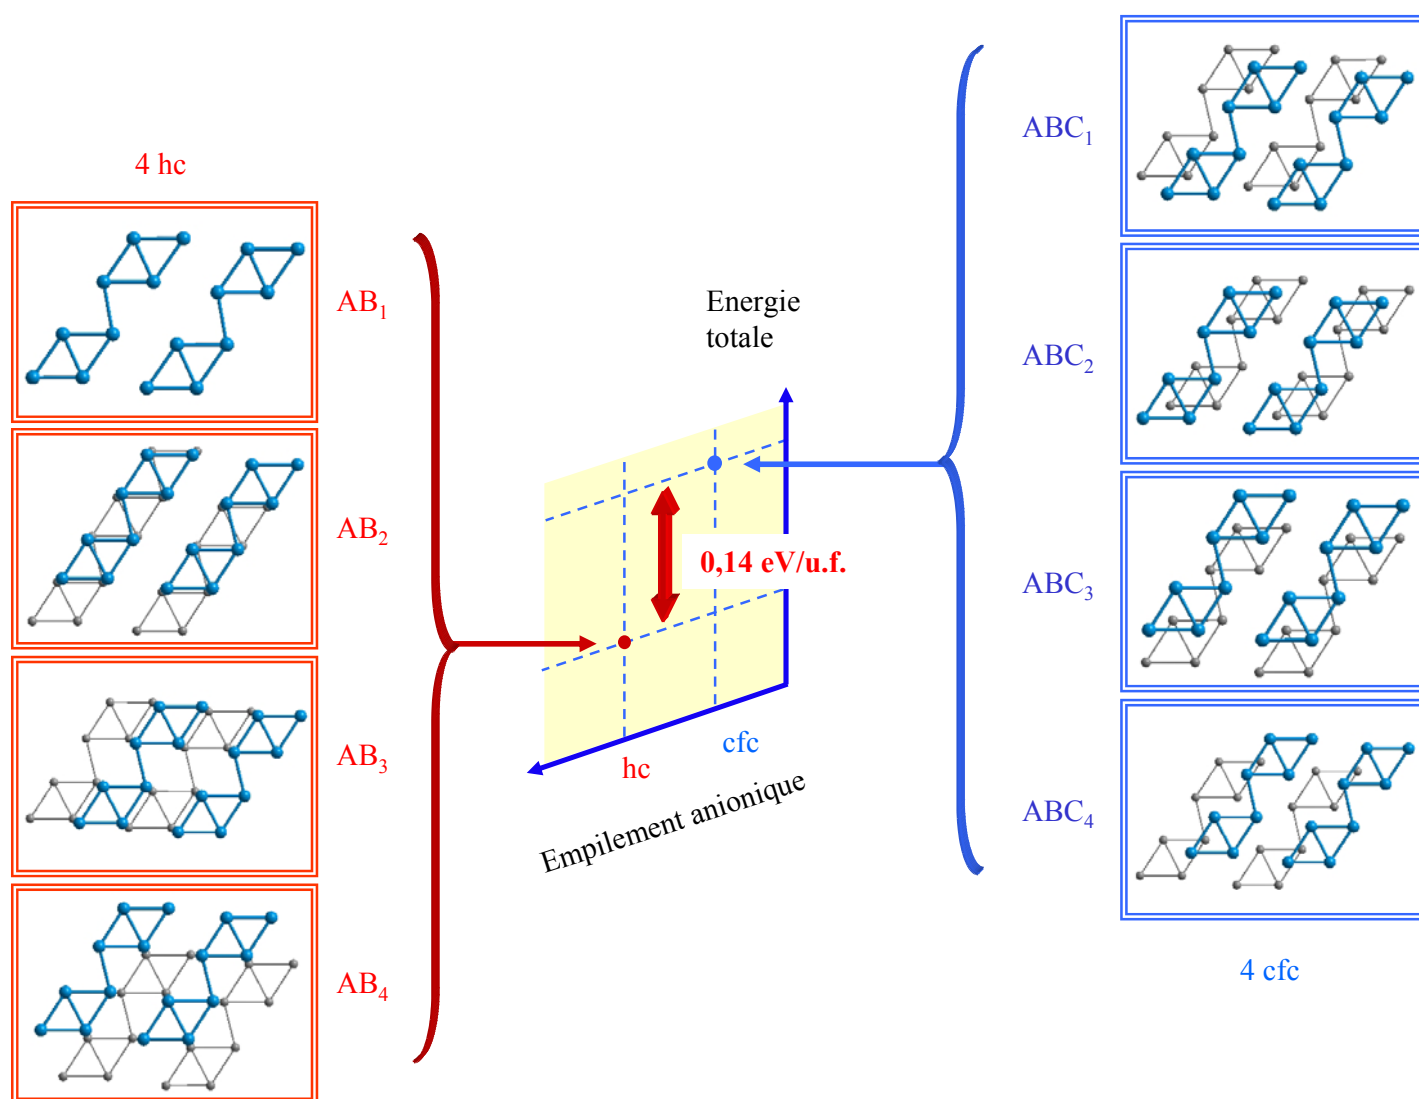 4 hc
AB₁
AB₂
AB₃
AB₄
Energie
totale
0,14 eV/u.f.
cfc
hc
Empilement anionique
ABC₁
ABC₂
ABC₃
ABC₄
4 cfc